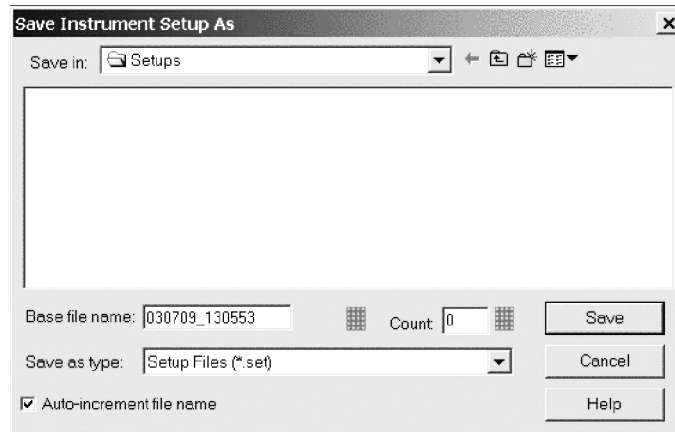 Save Instrument Setup As
Save in: Setups
Base file name: 030709_130553 Count: 0 Save
Save as type: Setup Files (*.set) Cancel
Auto-increment file name Help